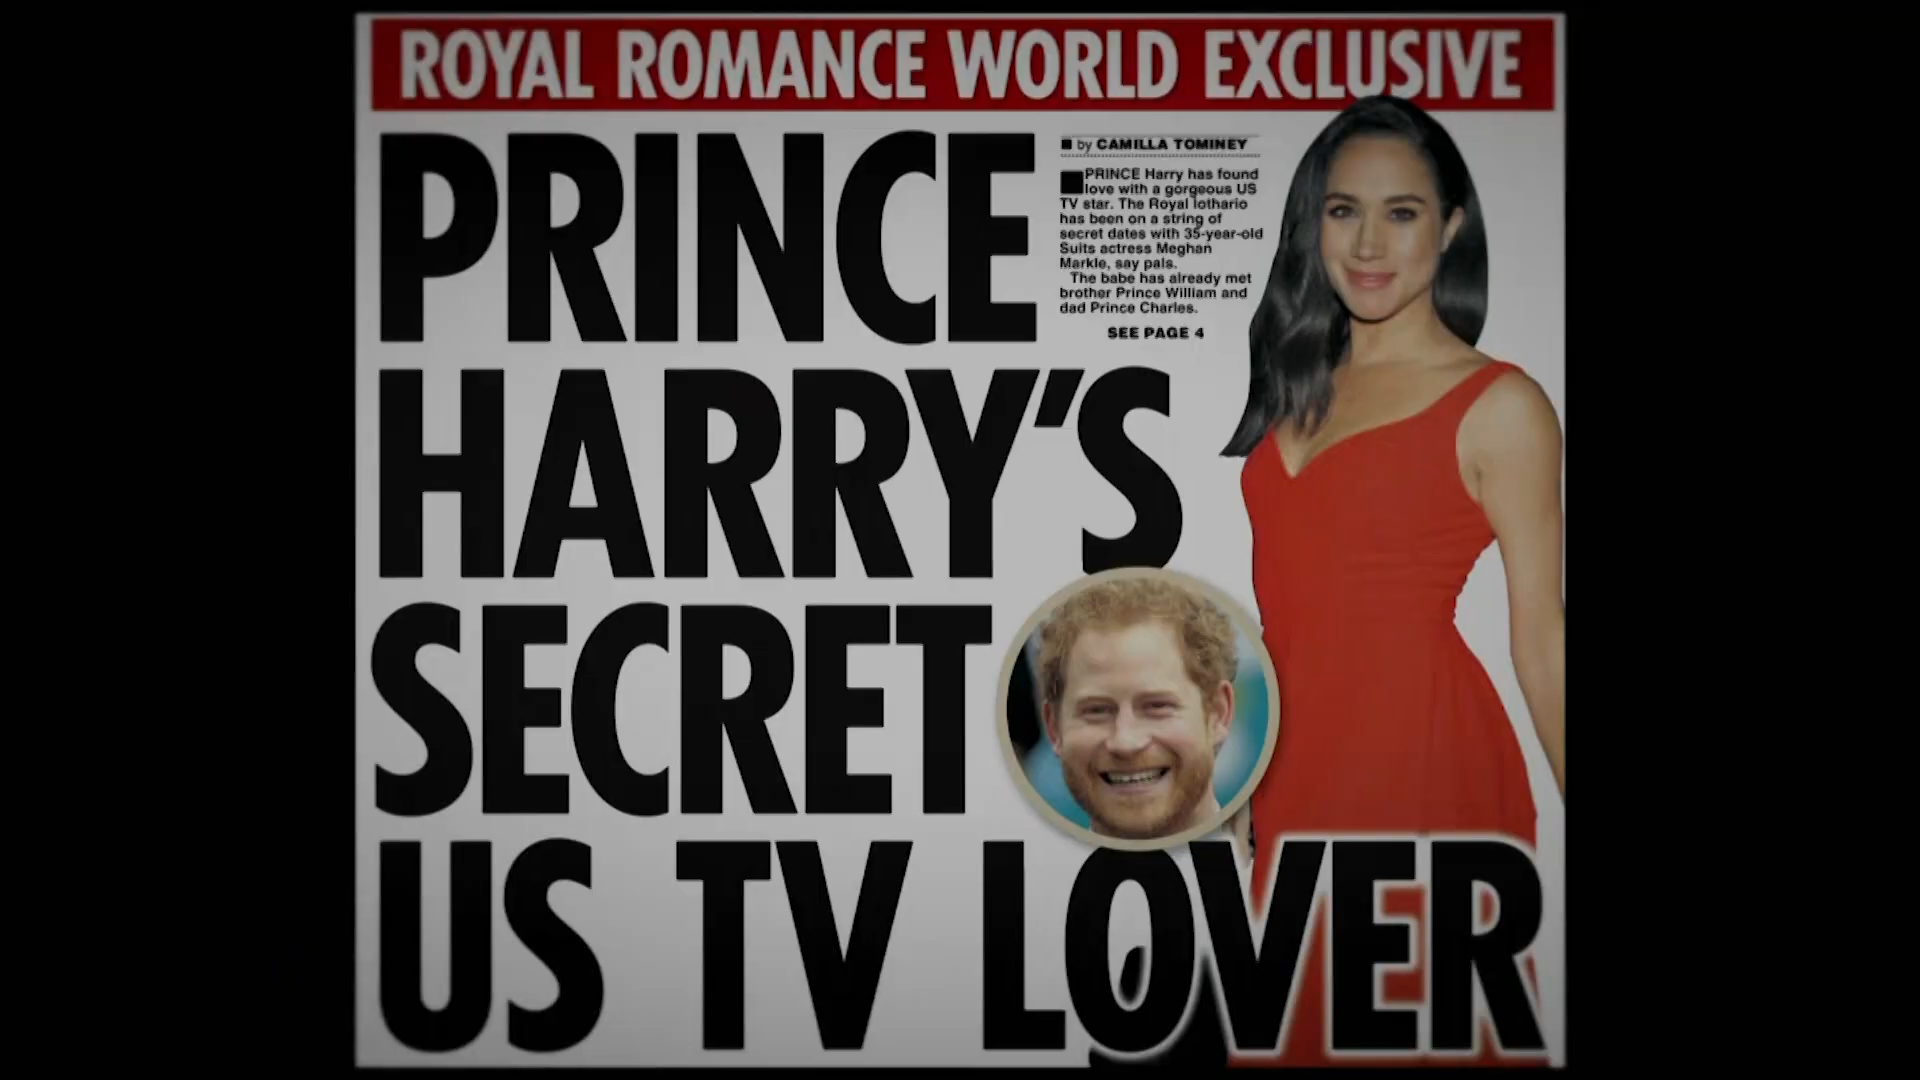 ROYAL ROMANCE WORLD EXCLUSIVE
PRINCE
HARRY'S
SECRET
US TV LOVER
■ by CAMILLA TOMINEY
PRINCE Harry has found
love with a gorgeous US
TV star. The Royal lothario
has been on a string of
secret dates with 35-year-old
Suits actress Meghan
Markle, say pals.
The babe has already met
brother Prince William and
dad Prince Charles.
SEE PAGE 4